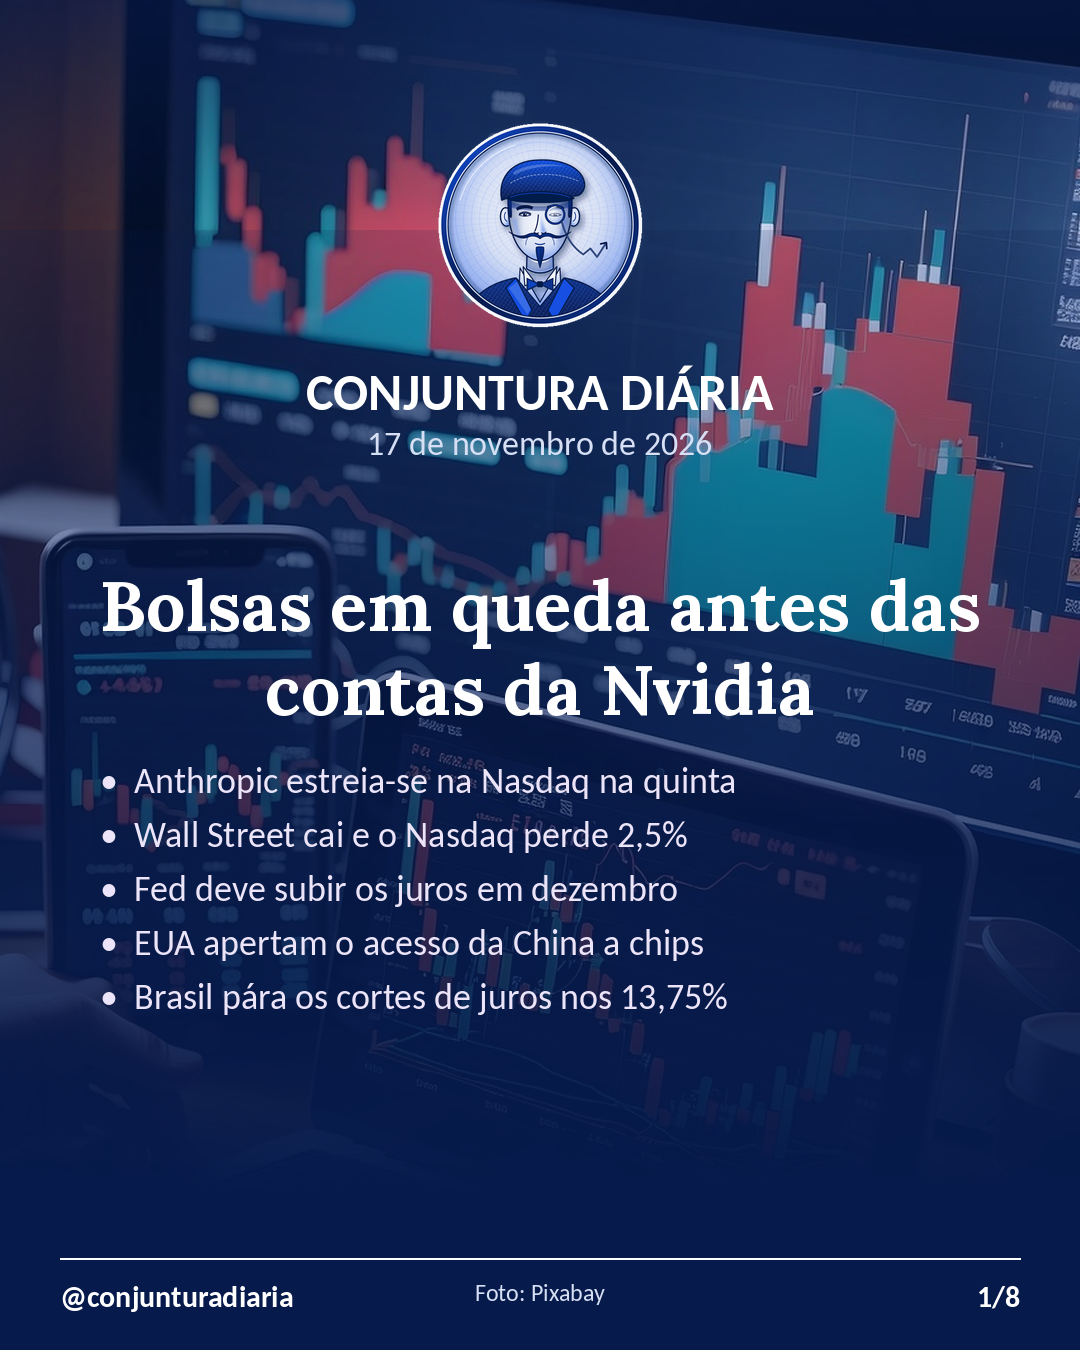 CONJUNTURA DIÁRIA
17 de novembro de 2026
Bolsas em queda antes das
contas da Nvidia
• Anthropic estreia-se na Nasdaq na quinta
• Wall Street cai e o Nasdaq perde 2,5%
• Fed deve subir os juros em dezembro
• EUA apertam o acesso da China a chips
• Brasil pára os cortes de juros nos 13,75%
@conjunturadiaria
Foto: Pixabay
1/8